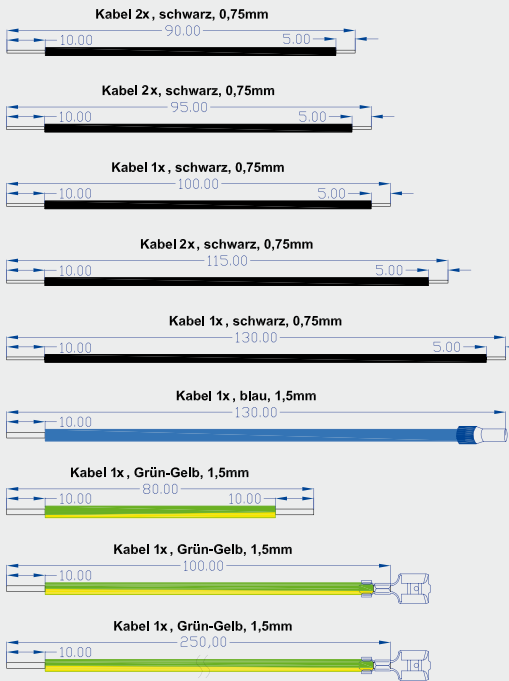 Kabel 2x, schwarz, 0,75mm
90.00
10.00 5.00
Kabel 2x, schwarz, 0,75mm
95.00
10.00 5.00
Kabel 1x, schwarz, 0,75mm
100.00
10.00 5.00
Kabel 2x, schwarz, 0,75mm
115.00
10.00 5.00
Kabel 1x, schwarz, 0,75mm
130.00
10.00 5.00
Kabel 1x, blau, 1,5mm
130.00
10.00
Kabel 1x, Grün-Gelb, 1,5mm
80.00
10.00 10.00
Kabel 1x, Grün-Gelb, 1,5mm
100.00
10.00
Kabel 1x, Grün-Gelb, 1,5mm
250,00
10.00